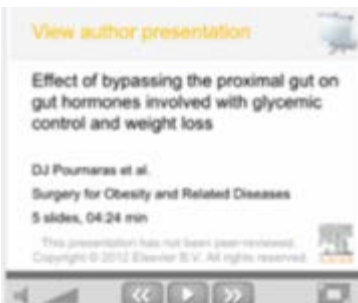 View author presentation
Effect of bypassing the proximal gut on
gut hormones involved with glycemic
control and weight loss
DJ Pournaras et al.
Surgery for Obesity and Related Diseases
5 slides, 04:24 min
This presentation has not been peer-reviewed.
Copyright © 2012 Elsevier B.V. All rights reserved.